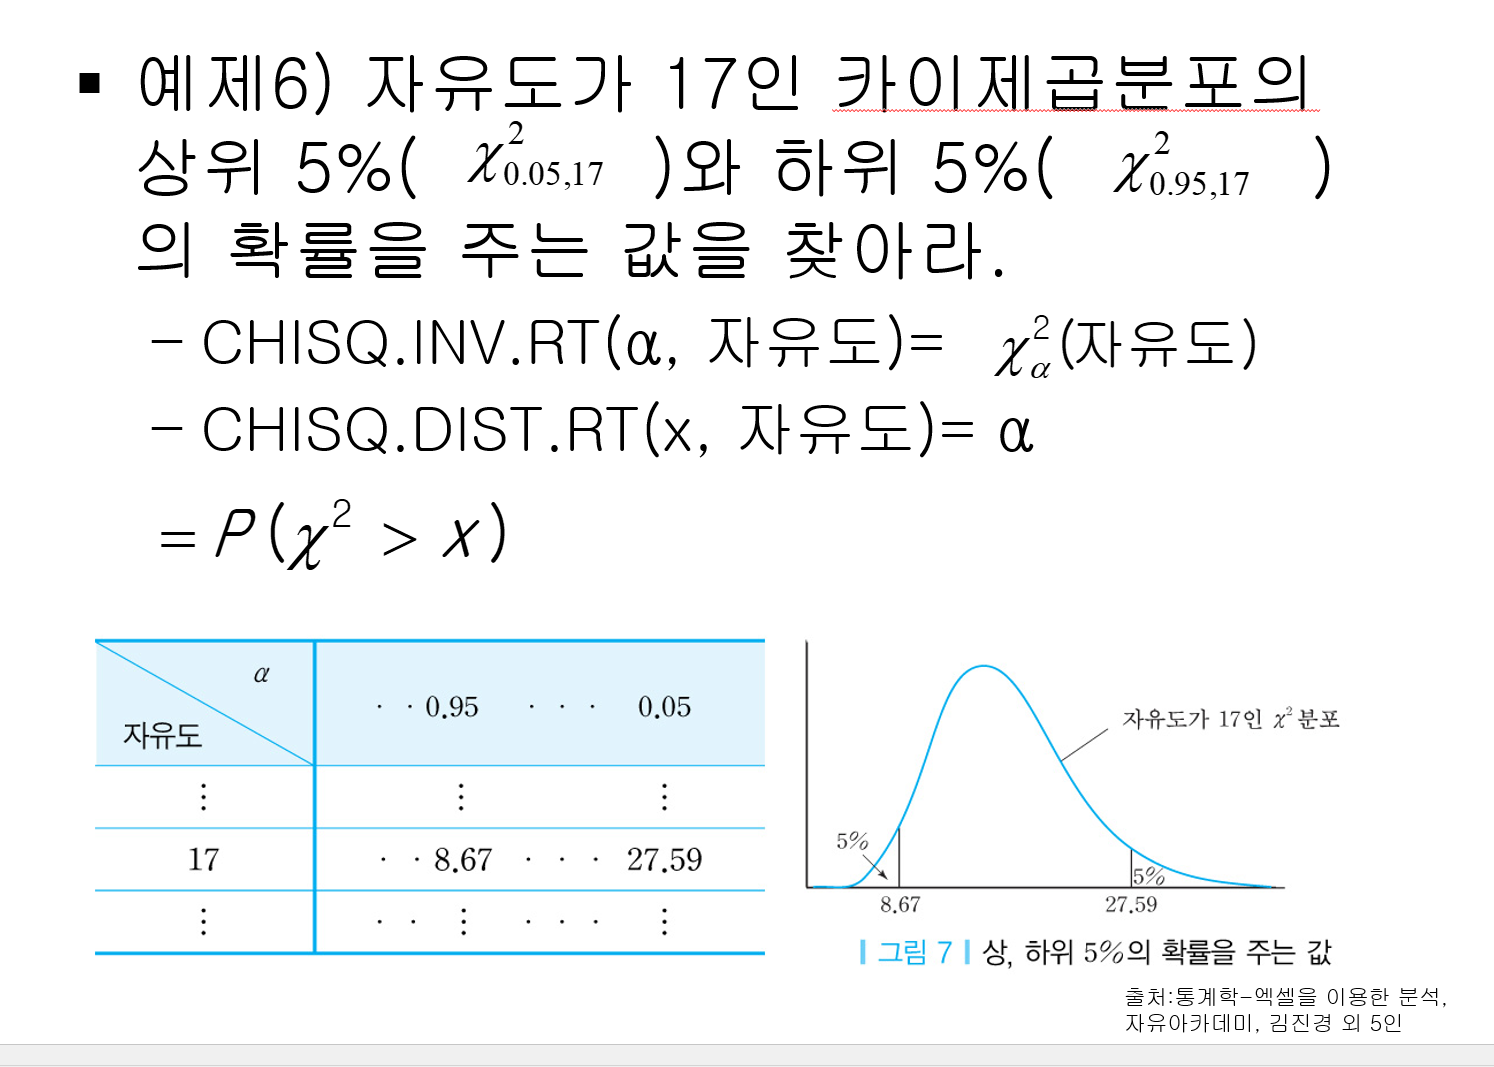 ▪ 예제6) 자유도가 17인 카이제곱분포의
상위 5%( χ²0.05,17 )와 하위 5%( χ²0.95,17 )
의 확률을 주는 값을 찾아라.
– CHISQ.INV.RT(α, 자유도)= χ²α(자유도)
– CHISQ.DIST.RT(x, 자유도)= α
= P(χ² > x)
α
자유도
· · 0.95 · · · 0.05
⋮ ⋮ ⋮
17 · · 8.67 · · · 27.59
⋮ · · ⋮ · · · ⋮
자유도가 17인 χ² 분포
5%
5%
8.67 27.59
| 그림 7 | 상, 하위 5%의 확률을 주는 값
출처:통계학-엑셀을 이용한 분석,
자유아카데미, 김진경 외 5인